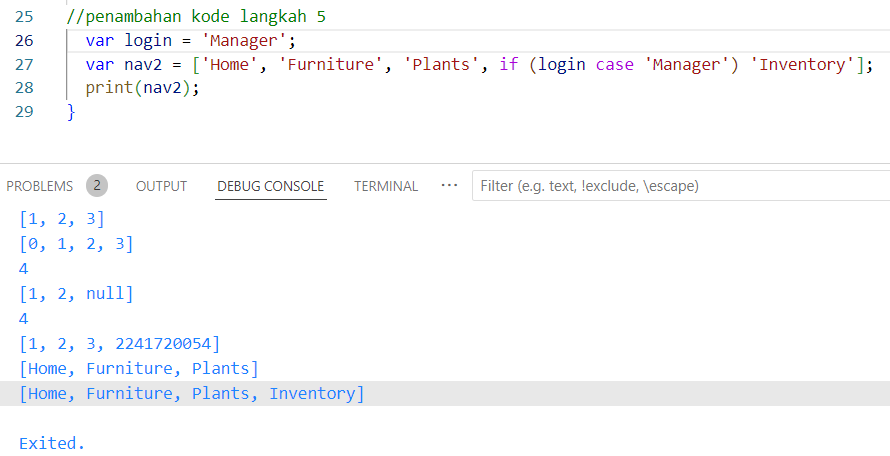 25 //penambahan kode langkah 5
26 var login = 'Manager';
27 var nav2 = ['Home', 'Furniture', 'Plants', if (login case 'Manager') 'Inventory'];
28 print(nav2);
29 }
PROBLEMS 2 OUTPUT DEBUG CONSOLE TERMINAL ··· Filter (e.g. text, !exclude, \escape)
[1, 2, 3]
[0, 1, 2, 3]
4
[1, 2, null]
4
[1, 2, 3, 2241720054]
[Home, Furniture, Plants]
[Home, Furniture, Plants, Inventory]
Exited.